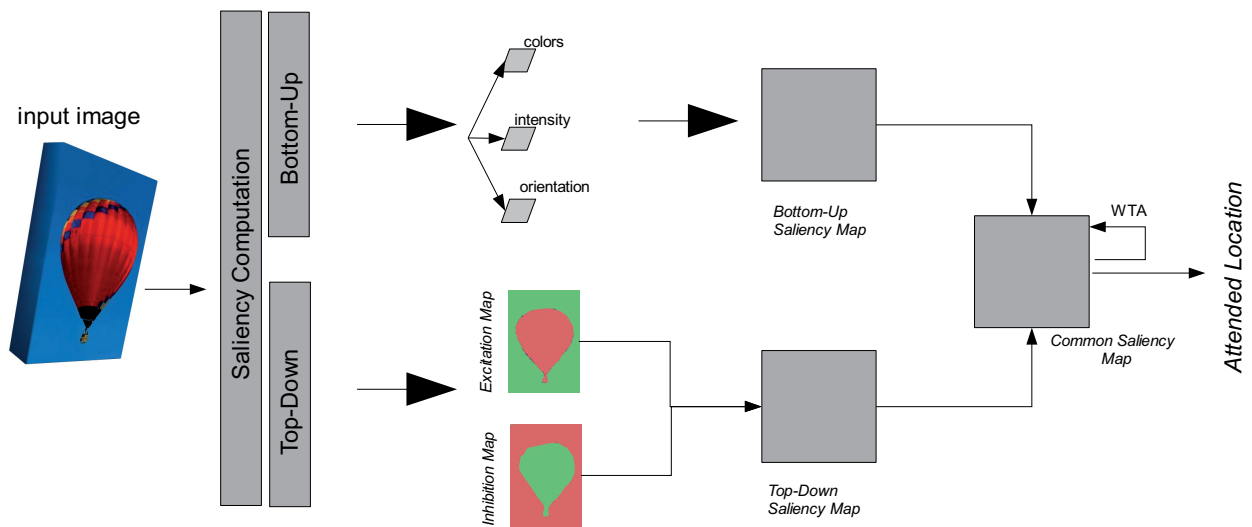 input image
Saliency Computation
Bottom-Up
Top-Down
colors
intensity
orientation
Excitation Map
Inhibition Map
Bottom-Up
Saliency Map
Top-Down
Saliency Map
WTA
Common Saliency
Map
Attended Location